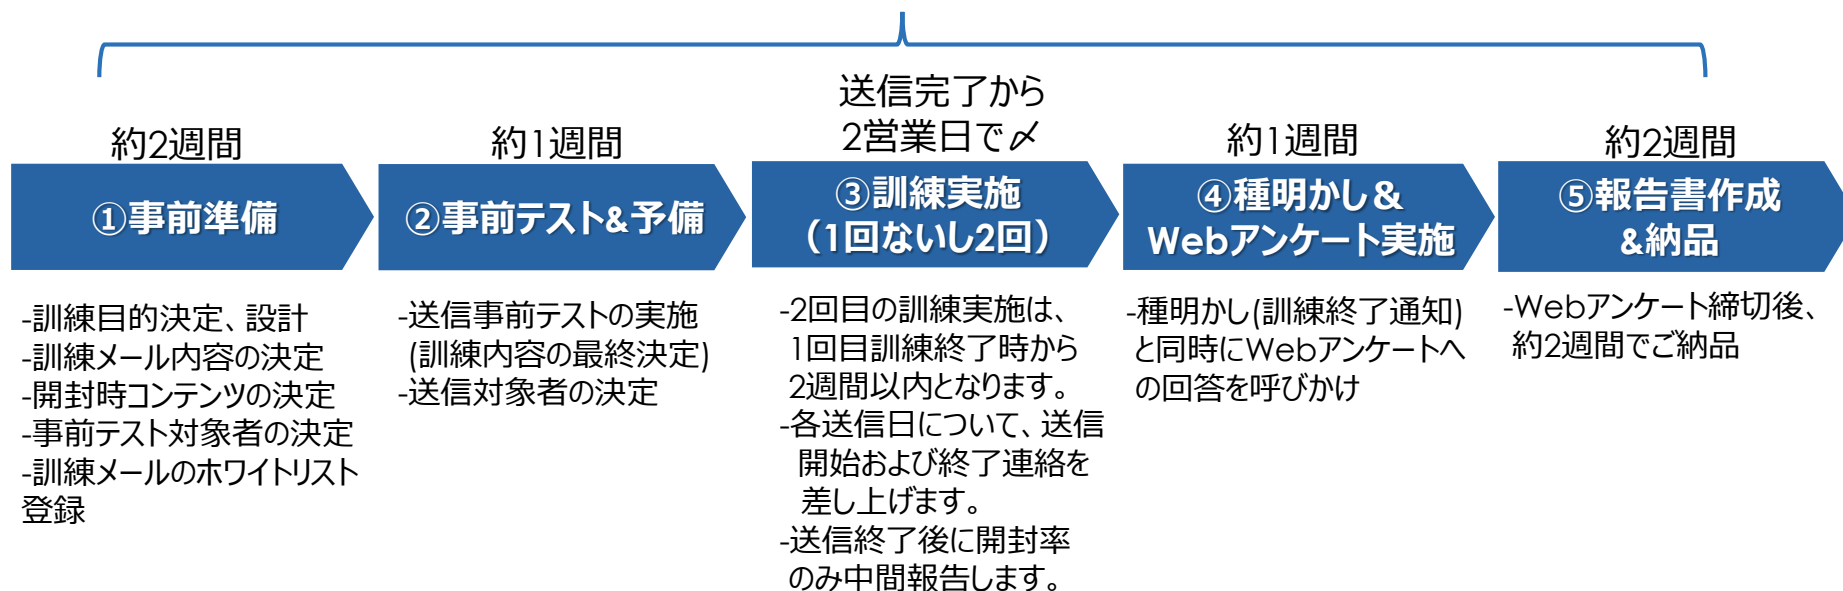 約2週間
①事前準備
-訓練目的決定、設計
-訓練メール内容の決定
-開封時コンテンツの決定
-事前テスト対象者の決定
-訓練メールのホワイトリスト
登録
約1週間
②事前テスト&予備
-送信事前テストの実施
(訓練内容の最終決定)
-送信対象者の決定
送信完了から
2営業日で〆
③訓練実施
（1回ないし2回）
-2回目の訓練実施は、
1回目訓練終了時から
2週間以内となります。
-各送信日について、送信
開始および終了連絡を
差し上げます。
-送信終了後に開封率
のみ中間報告します。
約1週間
④種明かし＆
Webアンケート実施
-種明かし(訓練終了通知)
と同時にWebアンケートへ
の回答を呼びかけ
約2週間
⑤報告書作成
&納品
-Webアンケート締切後、
約2週間でご納品